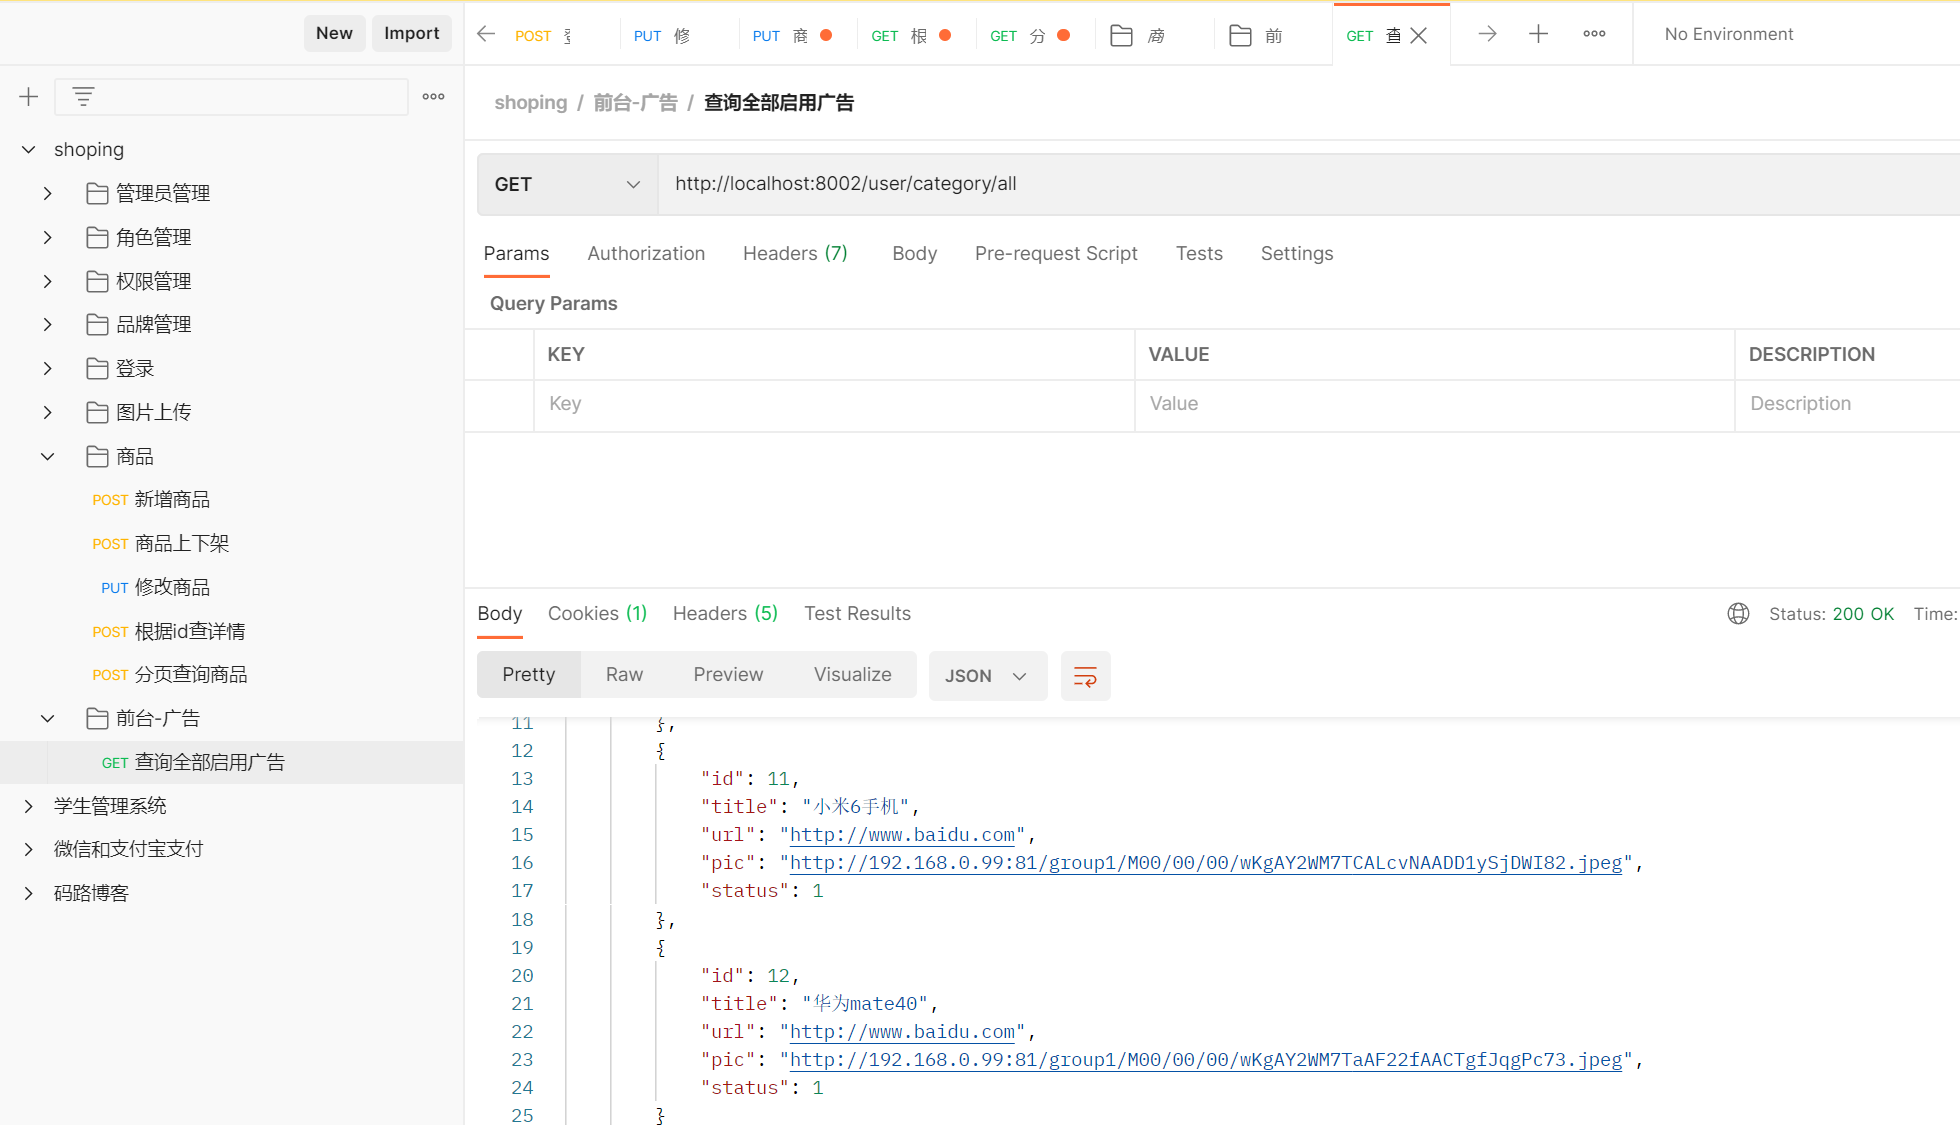 New Import
POST PUT 修 PUT 商 GET 根 GET 分 商 前 GET 查 No Environment
shoping / 前台-广告 / 查询全部启用广告
shoping
管理员管理
角色管理
权限管理
品牌管理
登录
图片上传
商品
POST 新增商品
POST 商品上下架
PUT 修改商品
POST 根据id查详情
POST 分页查询商品
前台-广告
GET 查询全部启用广告
学生管理系统
微信和支付宝支付
码路博客
GET http://localhost:8002/user/category/all
Params Authorization Headers (7) Body Pre-request Script Tests Settings
Query Params
KEY VALUE DESCRIPTION
Key Value Description
Body Cookies (1) Headers (5) Test Results Status: 200 OK Time:
Pretty Raw Preview Visualize JSON
11 },
12 {
13 "id": 11,
14 "title": "小米6手机",
15 "url": "http://www.baidu.com",
16 "pic": "http://192.168.0.99:81/group1/M00/00/00/wKgAY2WM7TCALcvNAADD1ySjDWI82.jpeg",
17 "status": 1
18 },
19 {
20 "id": 12,
21 "title": "华为mate40",
22 "url": "http://www.baidu.com",
23 "pic": "http://192.168.0.99:81/group1/M00/00/00/wKgAY2WM7TaAF22fAACTgfJqgPc73.jpeg",
24 "status": 1
25 }